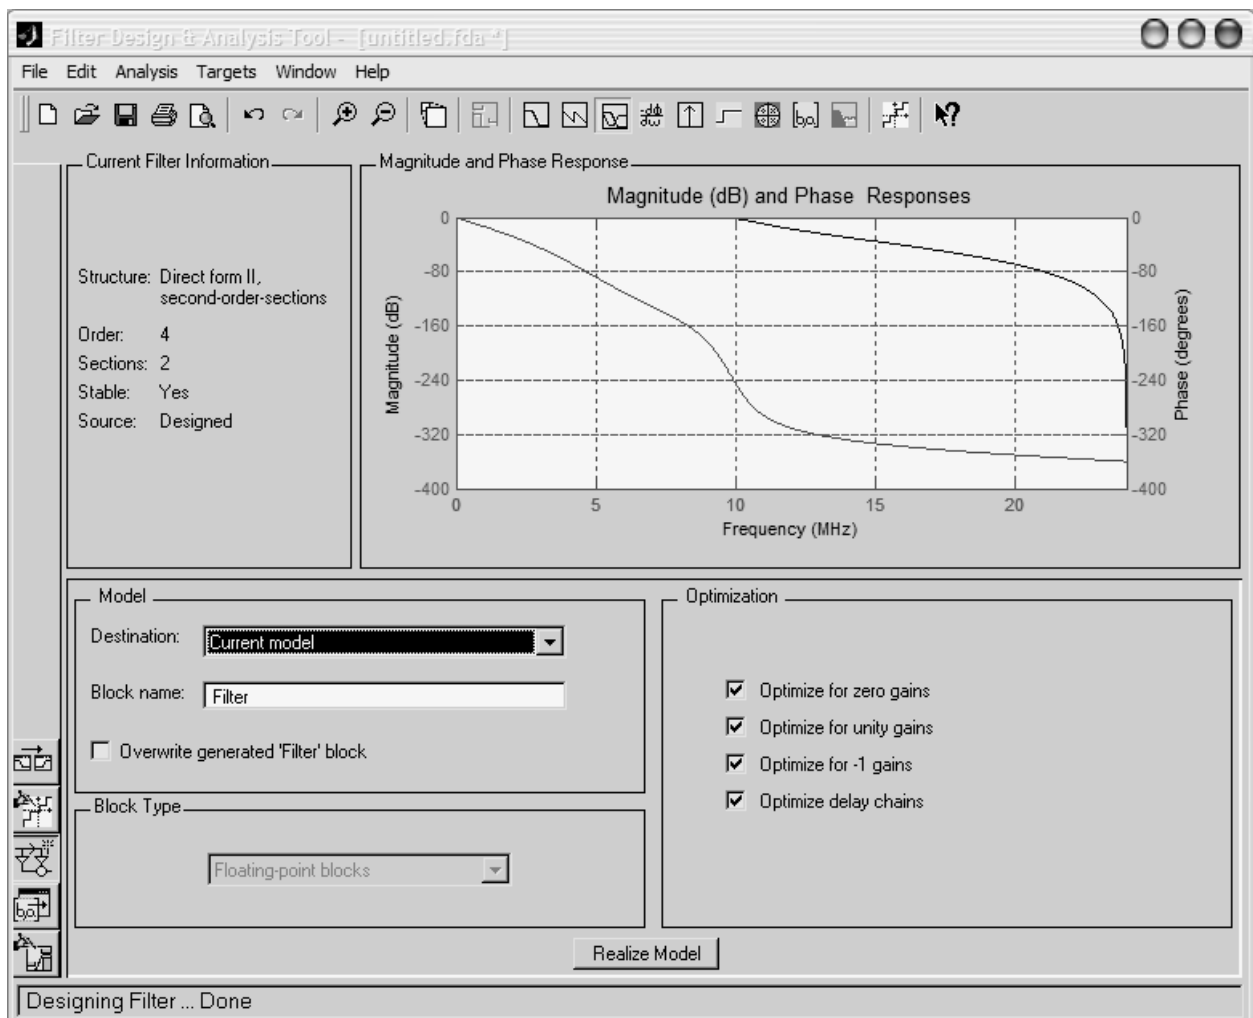 Filter Design & Analysis Tool - [untitled.fda *]
File Edit Analysis Targets Window Help
Current Filter Information
Structure: Direct form II,
second-order-sections
Order: 4
Sections: 2
Stable: Yes
Source: Designed
Magnitude and Phase Response
Magnitude (dB) and Phase Responses
Magnitude (dB)
0
-80
-160
-240
-320
-400
0
-80
-160
-240
-320
-400
Phase (degrees)
0 5 10 15 20
Frequency (MHz)
Model
Destination: Current model
Block name: Filter
Overwrite generated 'Filter' block
Block Type
Floating-point blocks
Optimization
Optimize for zero gains
Optimize for unity gains
Optimize for -1 gains
Optimize delay chains
Realize Model
Designing Filter ... Done